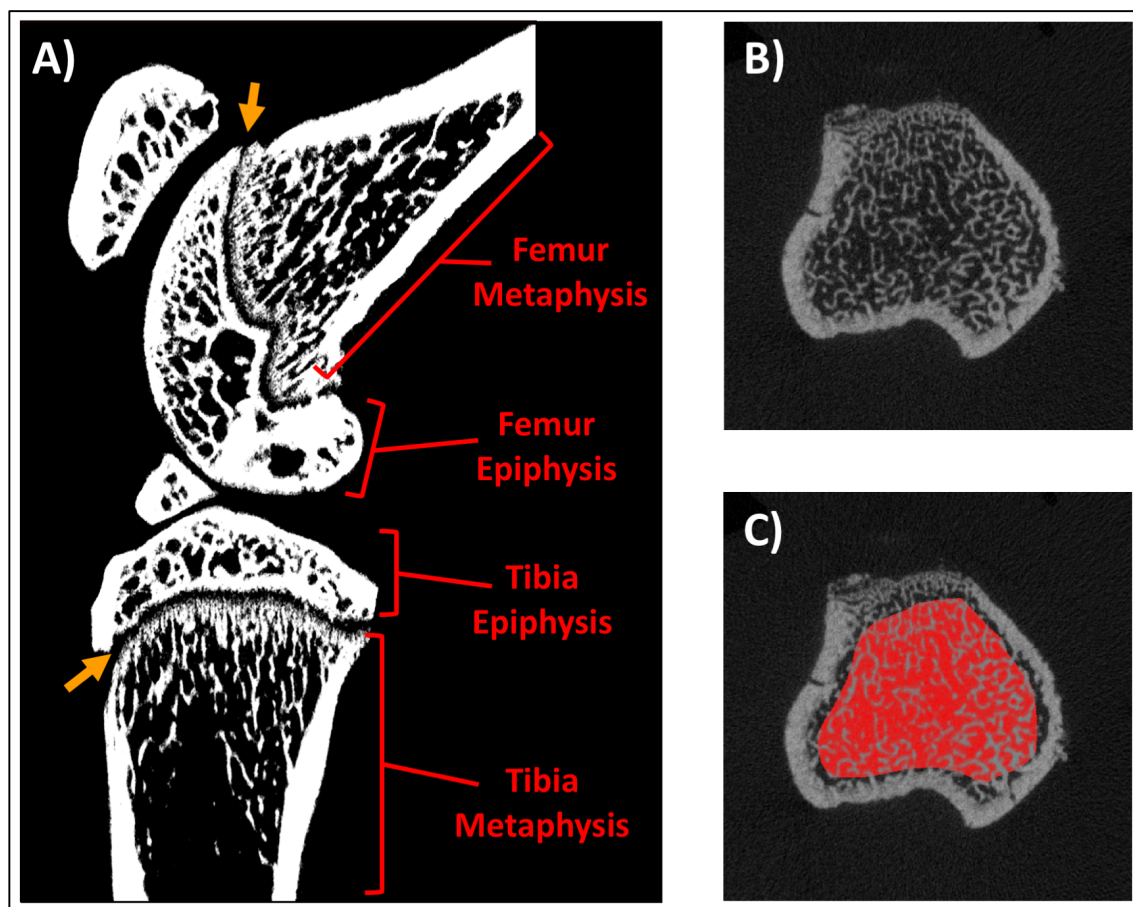 A)
Femur
Metaphysis
Femur
Epiphysis
Tibia
Epiphysis
Tibia
Metaphysis
B)
C)